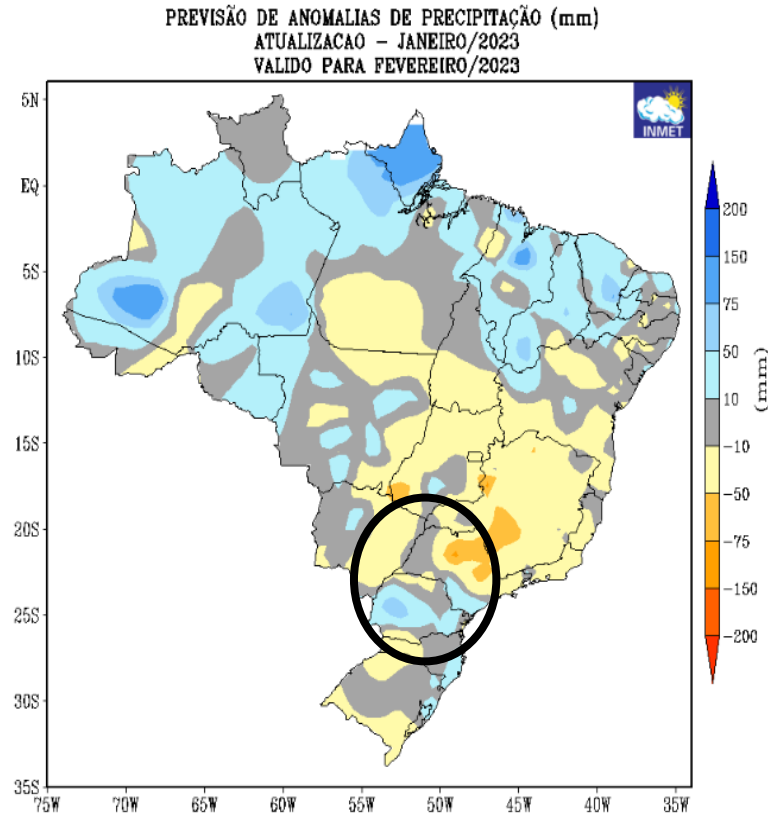 PREVISÃO DE ANOMALIAS DE PRECIPITAÇÃO (mm)
ATUALIZACAO - JANEIRO/2023
VALIDO PARA FEVEREIRO/2023
INMET
5N
EQ
5S
10S
15S
20S
25S
30S
35S
75W 70W 65W 60W 55W 50W 45W 40W 35W
200
150
75
50
10
-10
-50
-75
-150
-200
(mm)